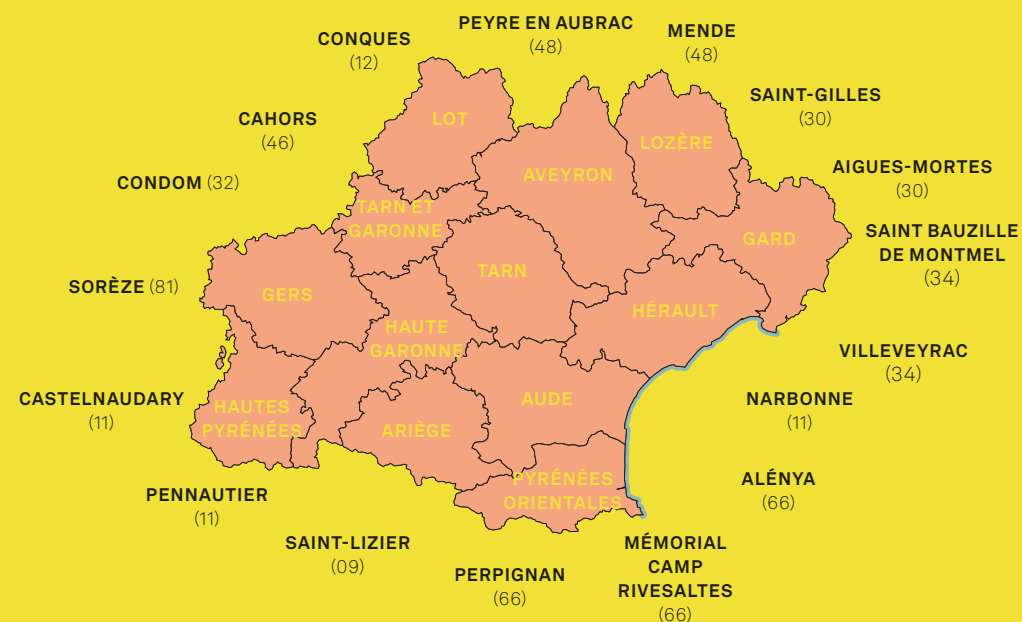 PEYRE EN AUBRAC
(48)
MENDE
(48)
CONQUES
(12)
SAINT-GILLES
(30)
CAHORS
(46)
AIGUES-MORTES
(30)
CONDOM (32)
SAINT BAUZILLE
DE MONTMEL
(34)
SORÈZE (81)
VILLEVEYRAC
(34)
CASTELNAUDARY
(11)
NARBONNE
(11)
ALÉNYA
(66)
PENNAUTIER
(11)
SAINT-LIZIER
(09)
PERPIGNAN
(66)
MÉMORIAL
CAMP
RIVESALTES
(66)
LOT
LOZÈRE
AVEYRON
TARN ET
GARONNE
GARD
TARN
GERS
HÉRAULT
HAUTE
GARONNE
AUDE
HAUTES
PYRÉNÉES
ARIÈGE
PYRÉNÉES
ORIENTALES